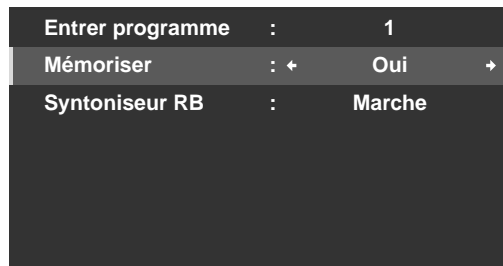 Entrer programme : 1
Mémoriser : Oui
Syntoniseur RB : Marche